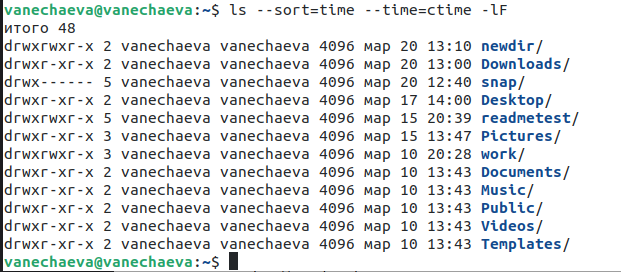 vanechaeva@vanechaeva:~$ ls --sort=time --time=ctime -lF
итого 48
drwxrwxr-x 2 vanechaeva vanechaeva 4096 мар 20 13:10 newdir/
drwxr-xr-x 2 vanechaeva vanechaeva 4096 мар 20 13:00 Downloads/
drwx------ 5 vanechaeva vanechaeva 4096 мар 20 12:40 snap/
drwxr-xr-x 2 vanechaeva vanechaeva 4096 мар 17 14:00 Desktop/
drwxrwxr-x 5 vanechaeva vanechaeva 4096 мар 15 20:39 readmetest/
drwxr-xr-x 3 vanechaeva vanechaeva 4096 мар 15 13:47 Pictures/
drwxrwxr-x 3 vanechaeva vanechaeva 4096 мар 10 20:28 work/
drwxr-xr-x 2 vanechaeva vanechaeva 4096 мар 10 13:43 Documents/
drwxr-xr-x 2 vanechaeva vanechaeva 4096 мар 10 13:43 Music/
drwxr-xr-x 2 vanechaeva vanechaeva 4096 мар 10 13:43 Public/
drwxr-xr-x 2 vanechaeva vanechaeva 4096 мар 10 13:43 Videos/
drwxr-xr-x 2 vanechaeva vanechaeva 4096 мар 10 13:43 Templates/
vanechaeva@vanechaeva:~$